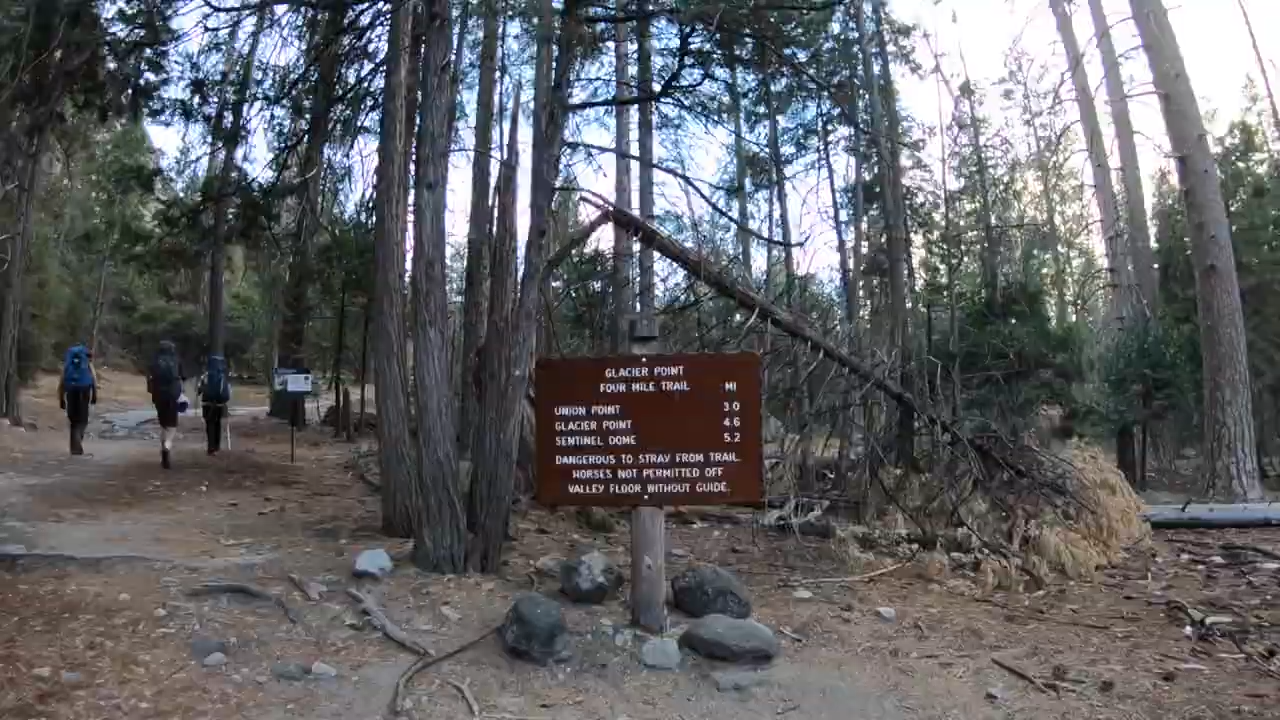 GLACIER POINT
FOUR MILE TRAIL MI
UNION POINT 3.0
GLACIER POINT 4.6
SENTINEL DOME 5.2
DANGEROUS TO STRAY FROM TRAIL.
HORSES NOT PERMITTED OFF
VALLEY FLOOR WITHOUT GUIDE.